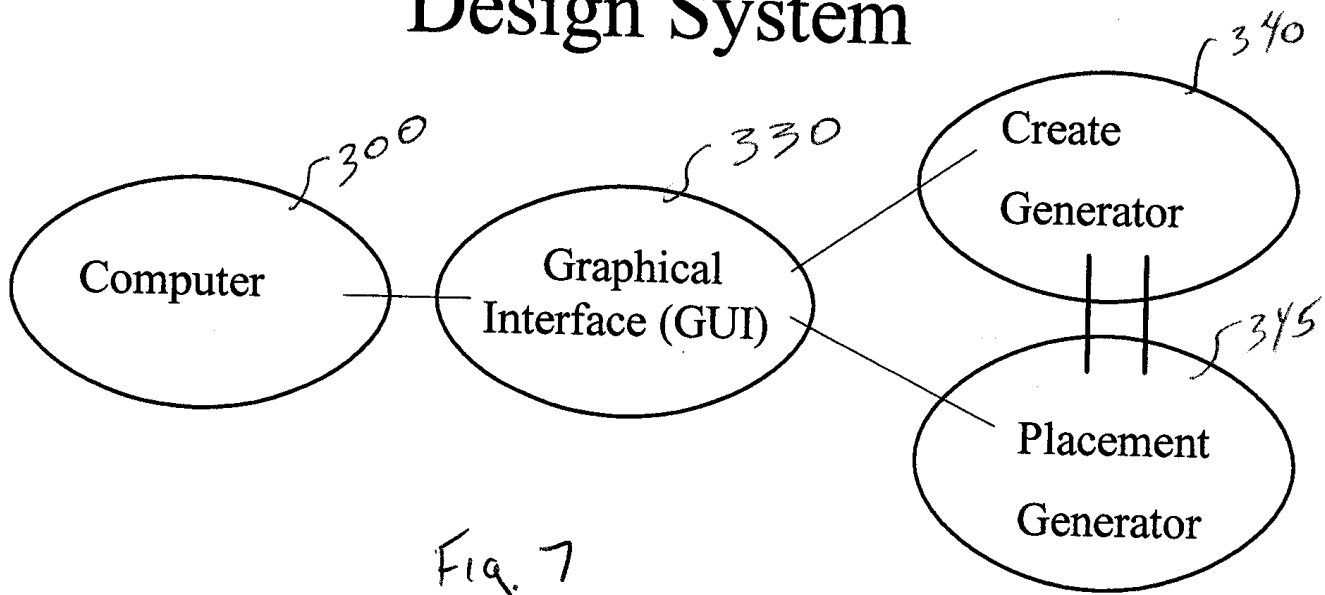 Design System
340
Create
Generator
300
330
Computer
Graphical
Interface (GUI)
345
Placement
Generator
Fig. 7